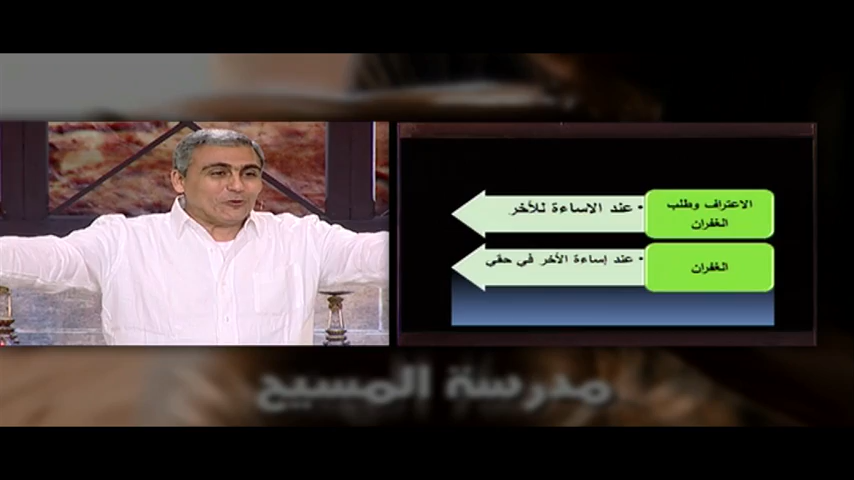 الاعتراف وطلب
الغفران
• عند الاساءة للأخر
الغفران
• عند إساءة الأخر في حقي
مدرسة المسيح